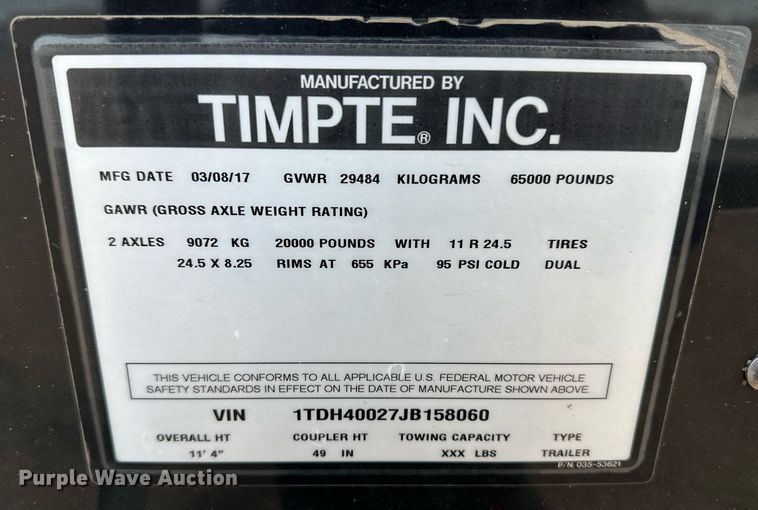 MANUFACTURED BY
TIMPTE® INC.
MFG DATE 03/08/17 GVWR 29484 KILOGRAMS 65000 POUNDS
GAWR (GROSS AXLE WEIGHT RATING)
2 AXLES 9072 KG 20000 POUNDS WITH 11 R 24.5 TIRES
24.5 X 8.25 RIMS AT 655 KPa 95 PSI COLD DUAL
THIS VEHICLE CONFORMS TO ALL APPLICABLE U.S. FEDERAL MOTOR VEHICLE
SAFETY STANDARDS IN EFFECT ON THE DATE OF MANUFACTURE SHOWN ABOVE.
VIN 1TDH40027JB158060
OVERALL HT COUPLER HT TOWING CAPACITY TYPE
11' 4" 49 IN XXX LBS TRAILER
P/N 035-53621
Purple Wave Auction